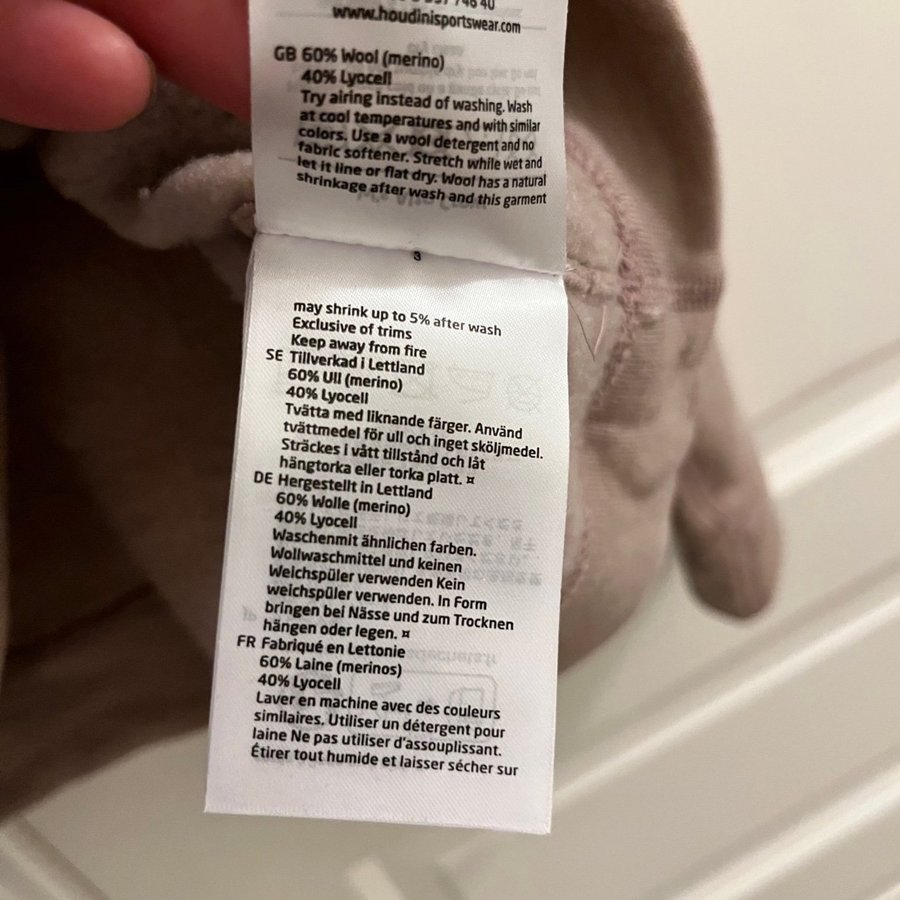 www.houdinisportswear.com
GB 60% Wool (merino)
40% Lyocell
Try airing instead of washing. Wash
at cool temperatures and with similar
colors. Use a wool detergent and no
fabric softener. Stretch while wet and
let it line or flat dry. Wool has a natural
shrinkage after wash and this garment
3
may shrink up to 5% after wash
Exclusive of trims
Keep away from fire
SE Tillverkad i Lettland
60% Ull (merino)
40% Lyocell
Tvätta med liknande färger. Använd
tvättmedel för ull och inget sköljmedel.
Sträckes i vått tillstånd och låt
hängtorka eller torka platt. ¤
DE Hergestellt in Lettland
60% Wolle (merino)
40% Lyocell
Waschenmit ähnlichen farben.
Wollwaschmittel und keinen
Weichspüler verwenden Kein
weichspüler verwenden. In Form
bringen bei Nässe und zum Trocknen
hängen oder legen. ¤
FR Fabriqué en Lettonie
60% Laine (merinos)
40% Lyocell
Laver en machine avec des couleurs
similaires. Utiliser un détergent pour
laine Ne pas utiliser d'assouplissant.
Étirer tout humide et laisser sécher sur